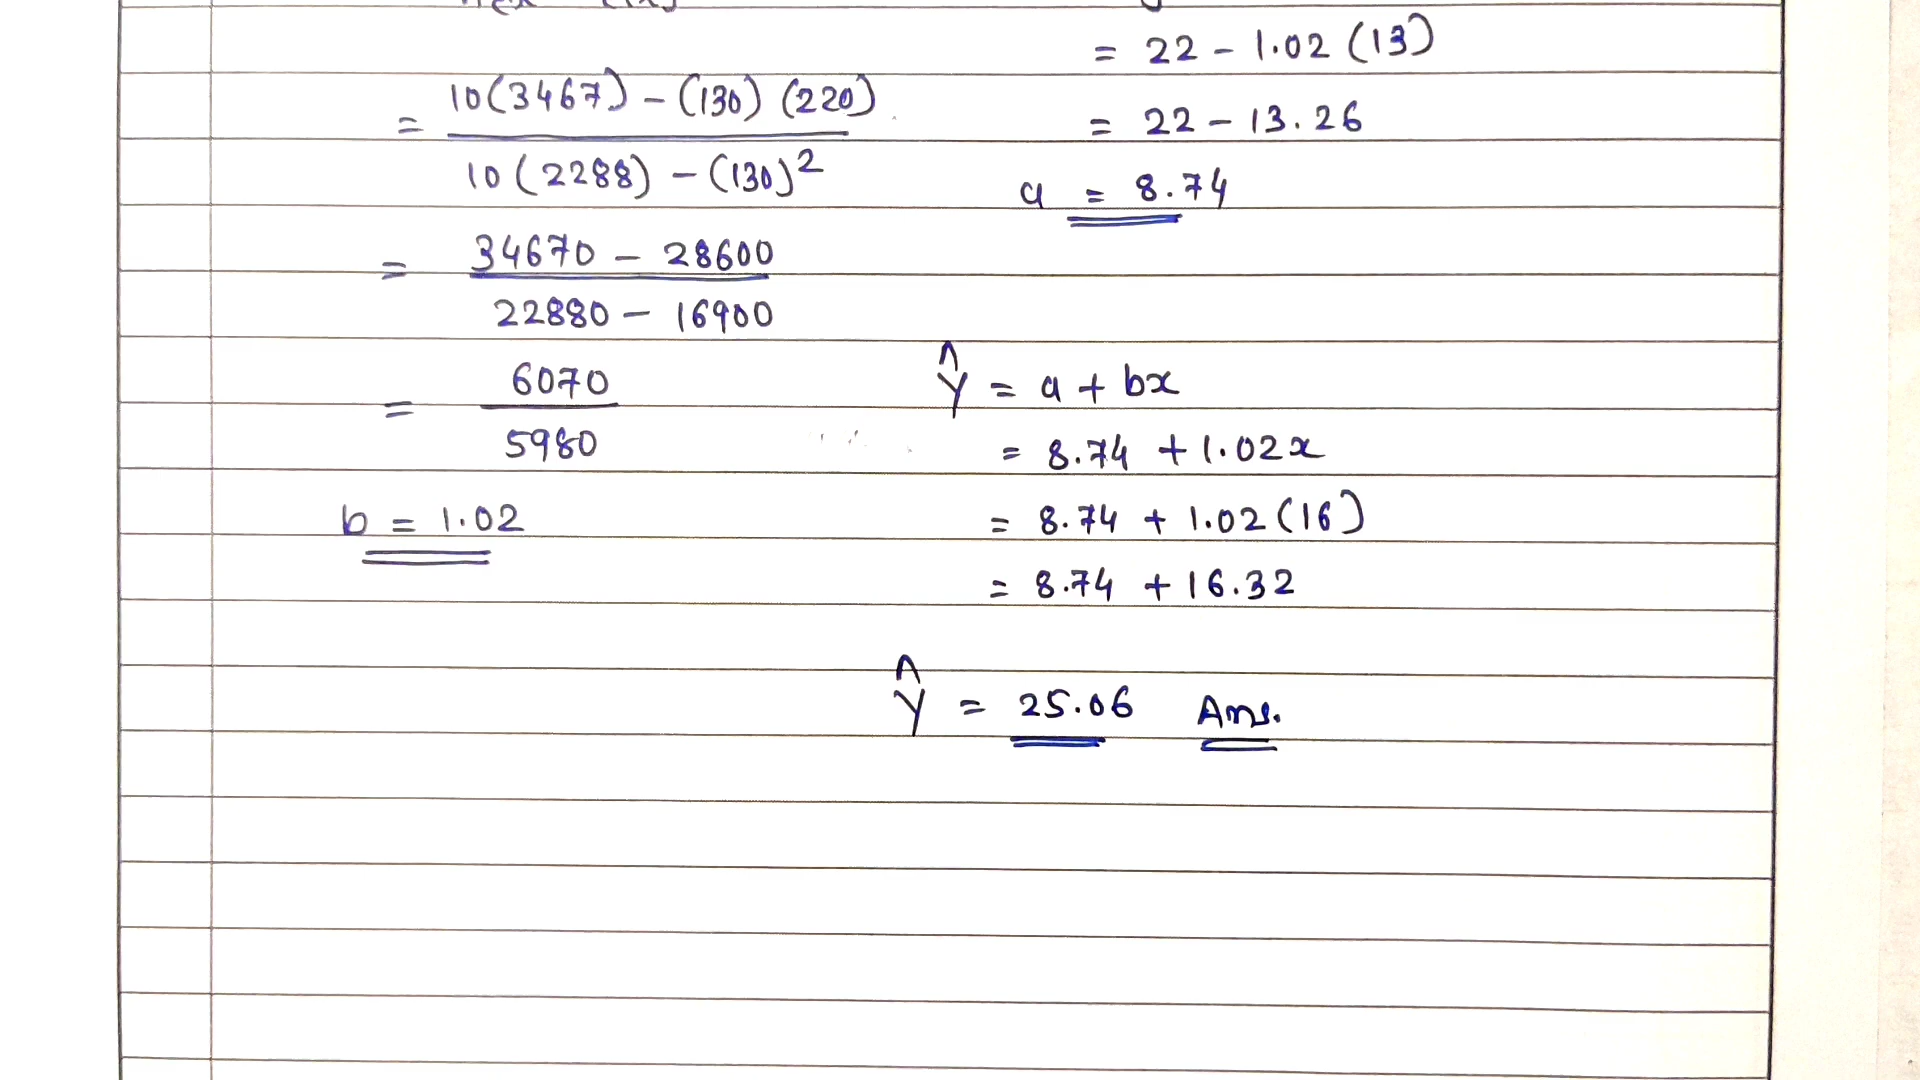 = 10(3467) - (130) (220)
10(2288) - (130)2
= 34670 - 28600
22880 - 16900
= 6070
5980
b = 1.02
= 22 - 1.02 (13)
= 22 - 13.26
a = 8.74
Ŷ = a + bx
= 8.74 + 1.02x
= 8.74 + 1.02(16)
= 8.74 + 16.32
Ŷ = 25.06 Ans.